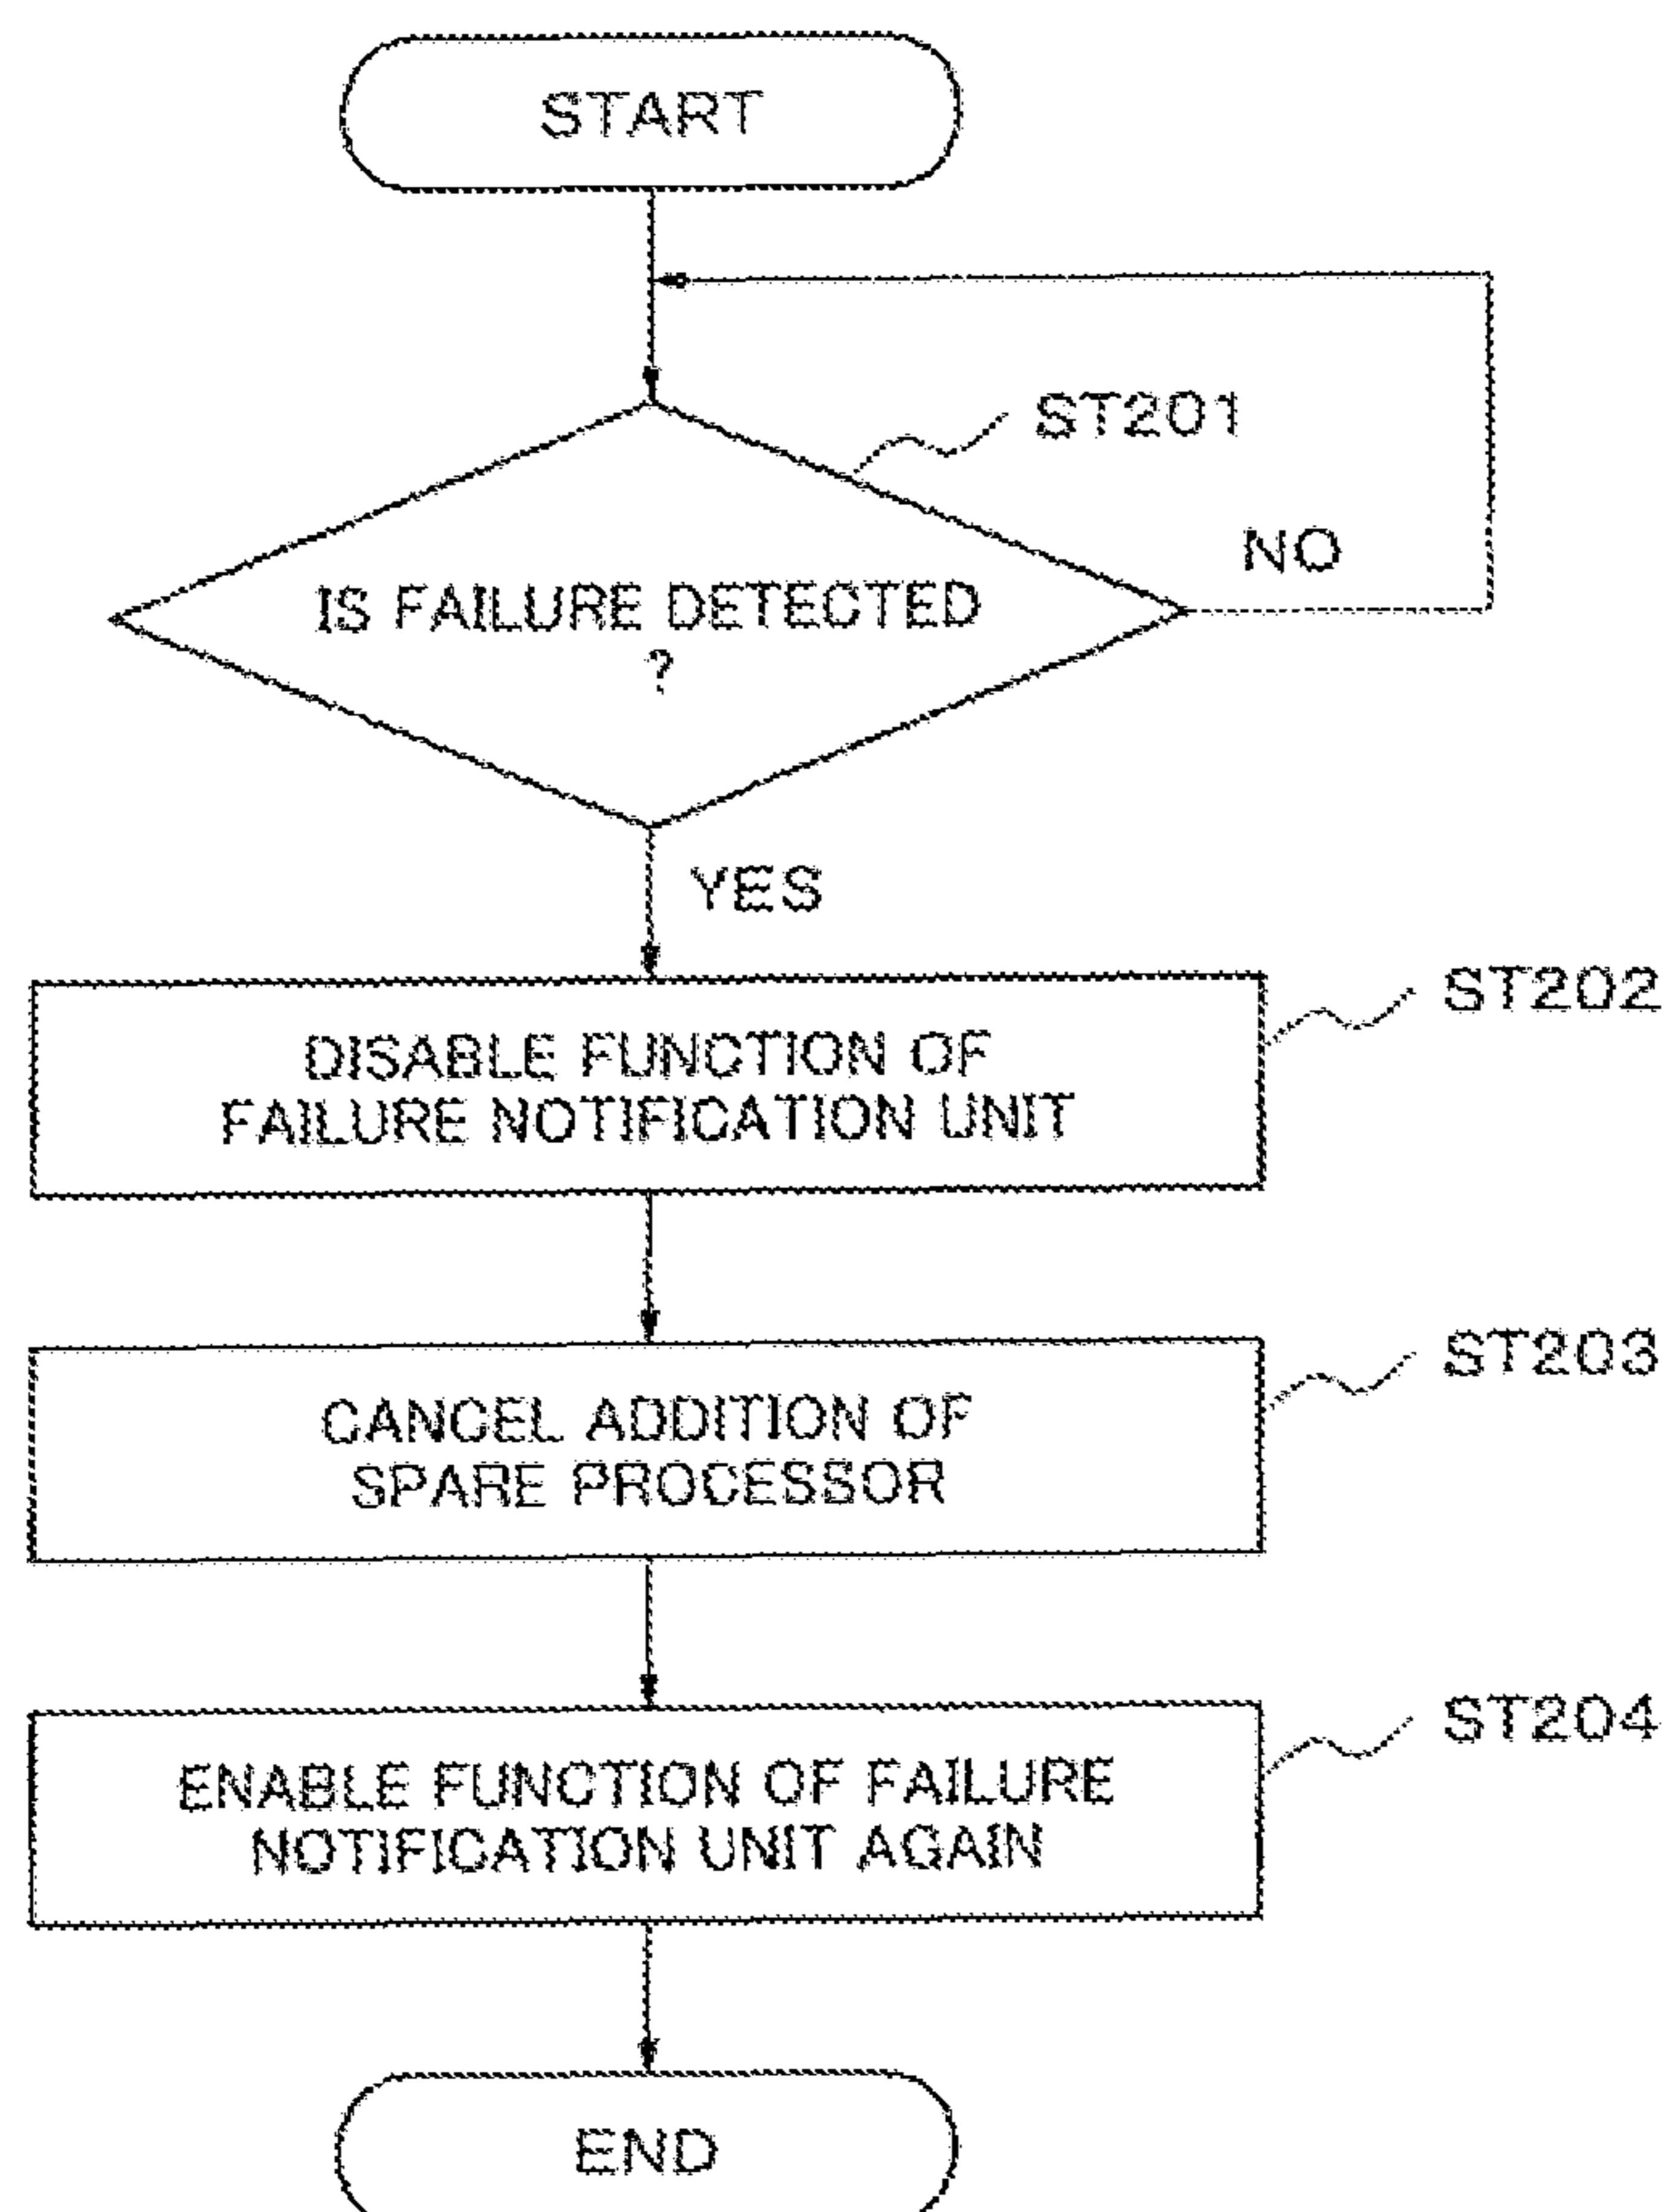 START
ST201
NO
IS FAILURE DETECTED
?
YES
ST202
DISABLE FUNCTION OF
FAILURE NOTIFICATION UNIT
ST203
CANCEL ADDITION OF
SPARE PROCESSOR
ST204
ENABLE FUNCTION OF FAILURE
NOTIFICATION UNIT AGAIN
END